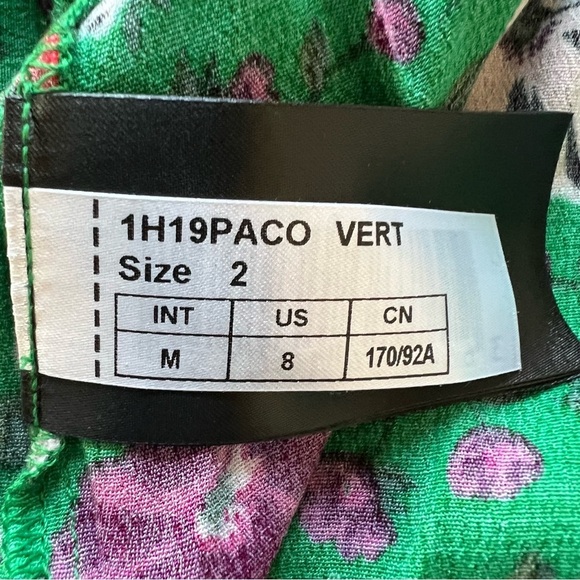 1H19PACO VERT
Size 2
INT US CN
M 8 170/92A